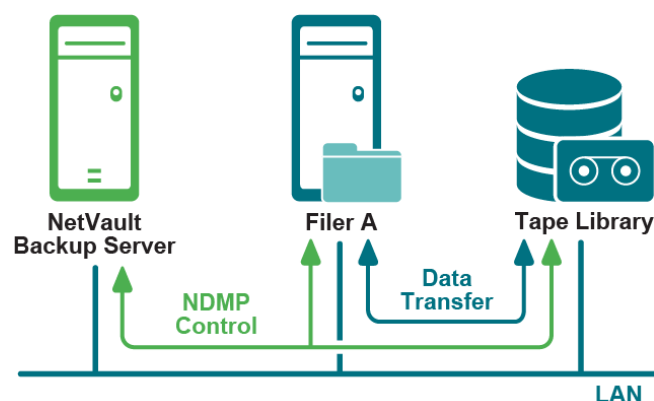 NetVault
Backup Server
Filer A
Tape Library
NDMP
Control
Data
Transfer
LAN